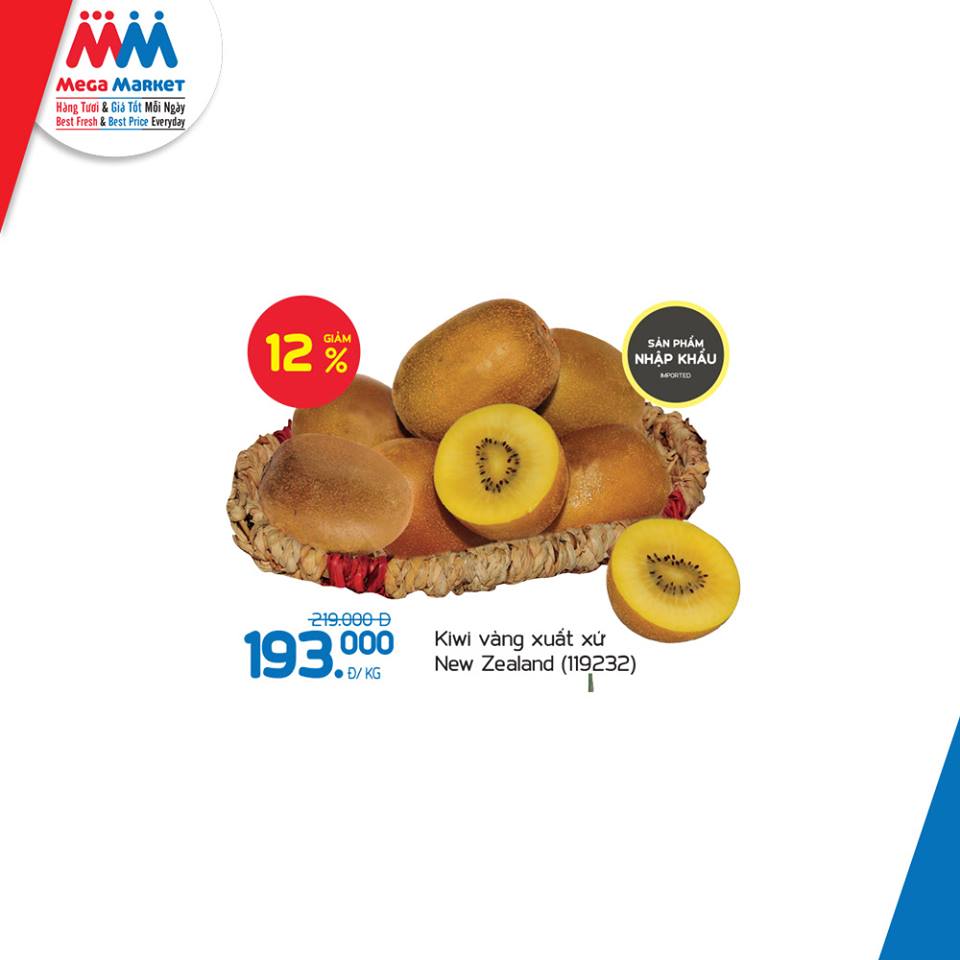 MM
MEGA MARKET
Hàng Tươi & Giá Tốt Mỗi Ngày
Best Fresh & Best Price Everyday
GIẢM
12 %
SẢN PHẨM
NHẬP KHẨU
IMPORTED
219.000 Đ
193.000
Đ/ KG
Kiwi vàng xuất xứ
New Zealand (119232)